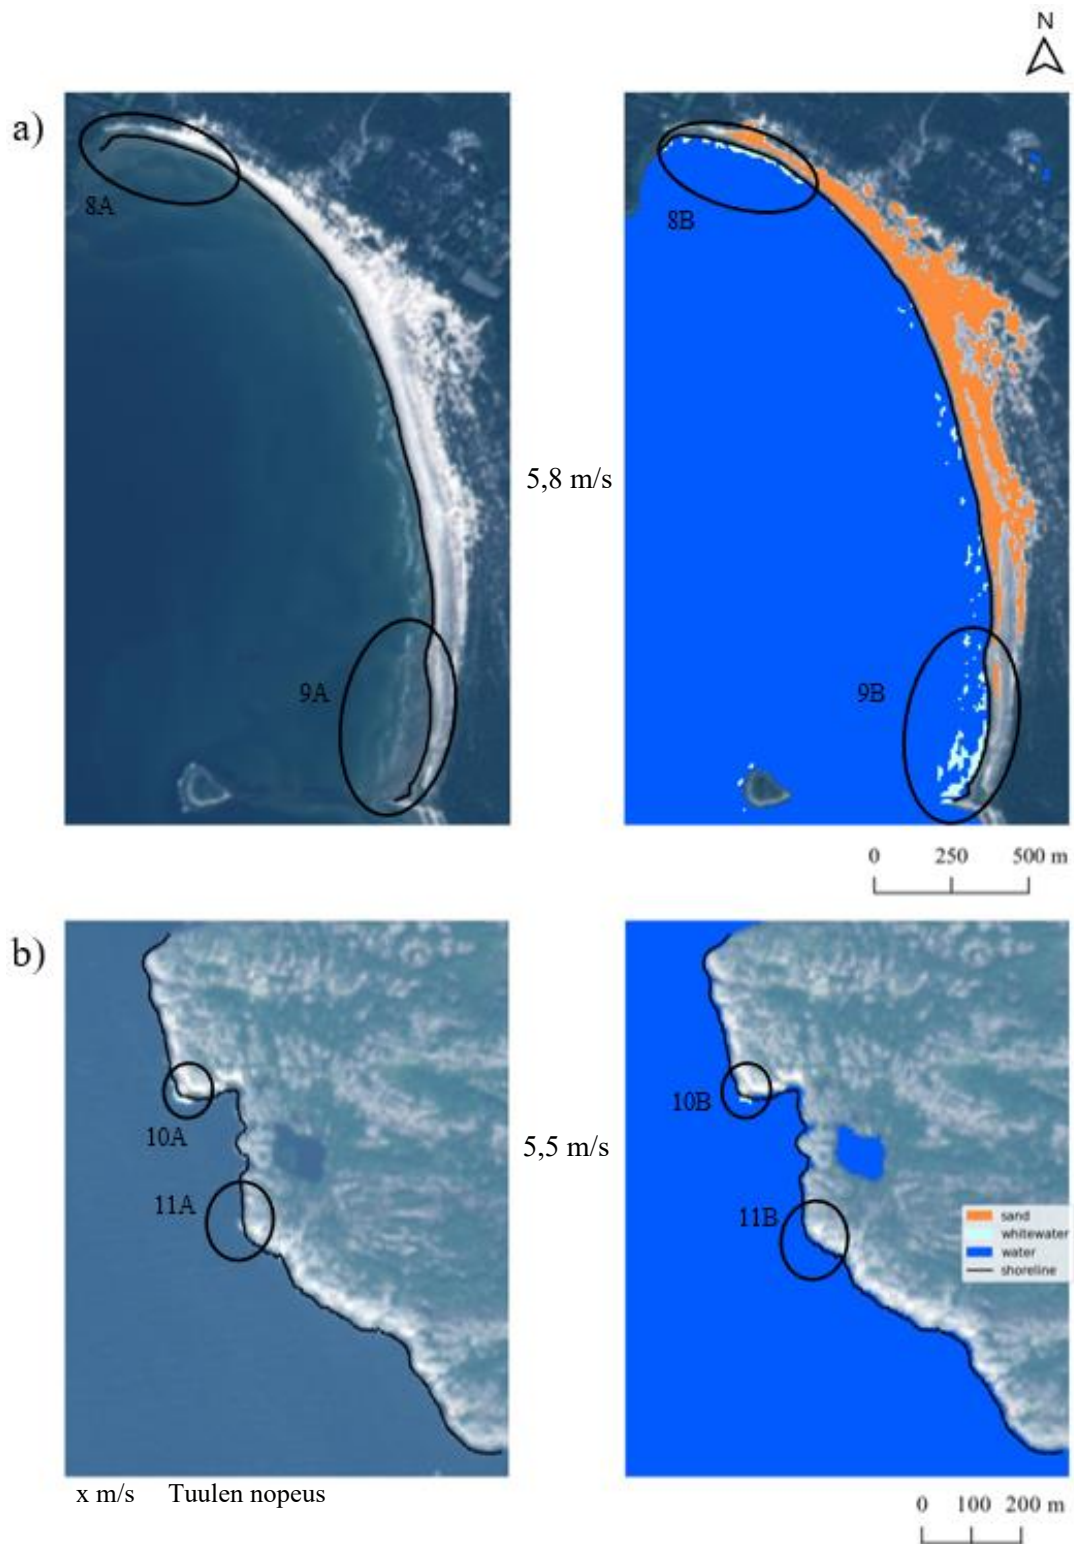 N
a)
8A
8B
5,8 m/s
9A
9B
0 250 500 m
b)
10A
10B
5,5 m/s
11A
11B
sand
whitewater
water
shoreline
x m/s Tuulen nopeus
0 100 200 m